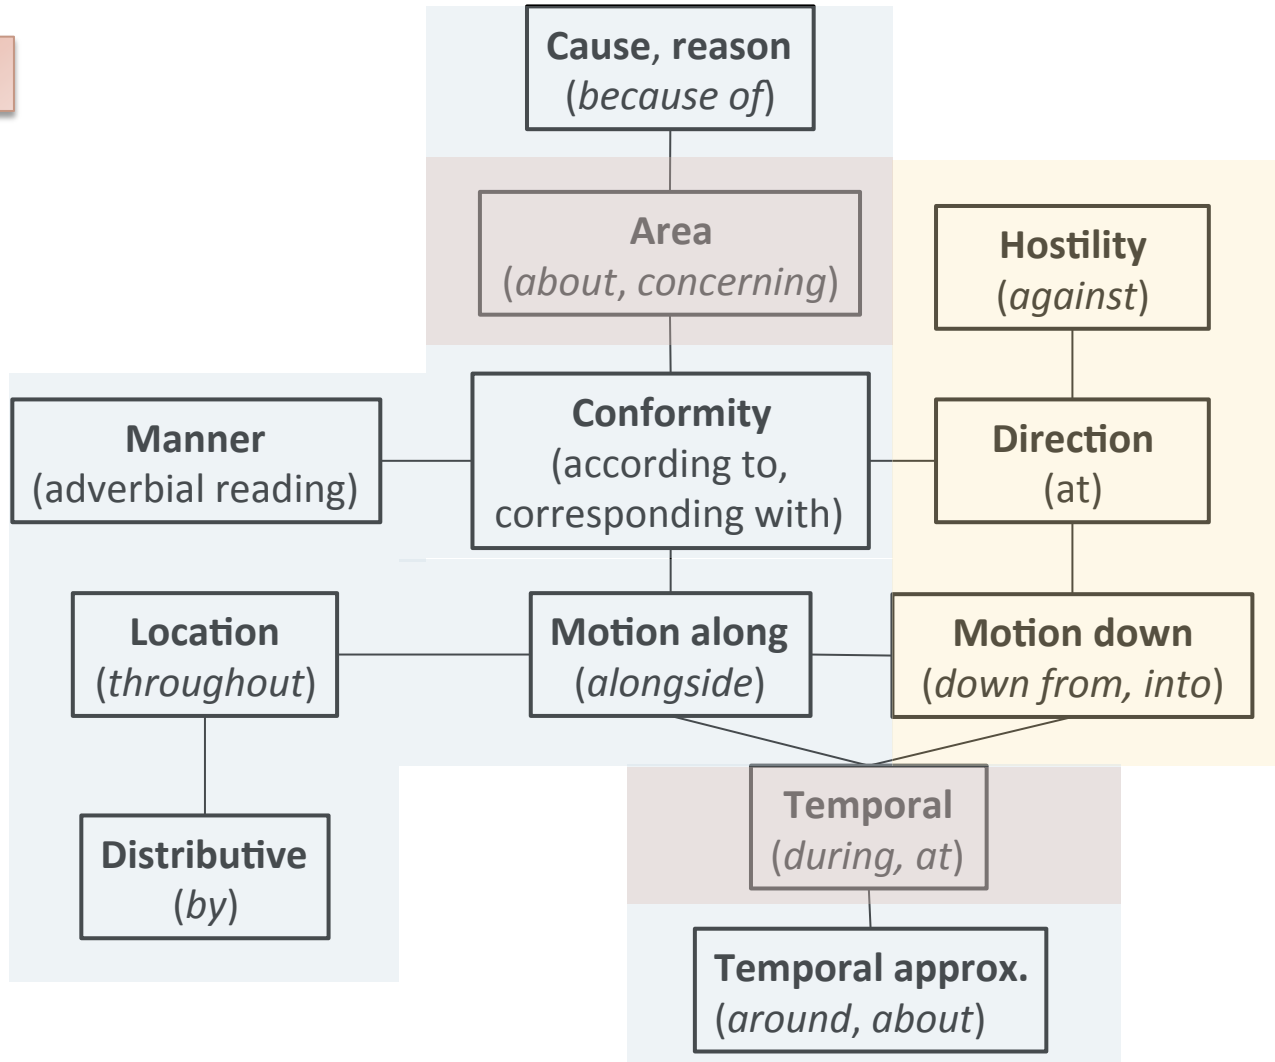 Cause, reason
(because of)
Area
(about, concerning)
Hostility
(against)
Manner
(adverbial reading)
Conformity
(according to,
corresponding with)
Direction
(at)
Location
(throughout)
Motion along
(alongside)
Motion down
(down from, into)
Temporal
(during, at)
Distributive
(by)
Temporal approx.
(around, about)